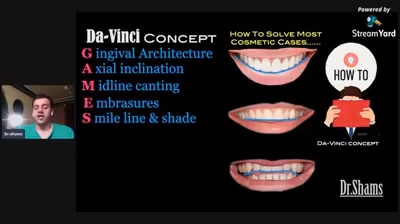 Powered by
StreamYard
Da-Vinci CONCEPT
Gingival Architecture
Axial inclination
Midline canting
Embrasures
Smile line & shade
HOW TO SOLVE MOST
COSMETIC CASES......
HOW
TO
DA-VINCI CONCEPT
Dr.Shams
Dr.shams